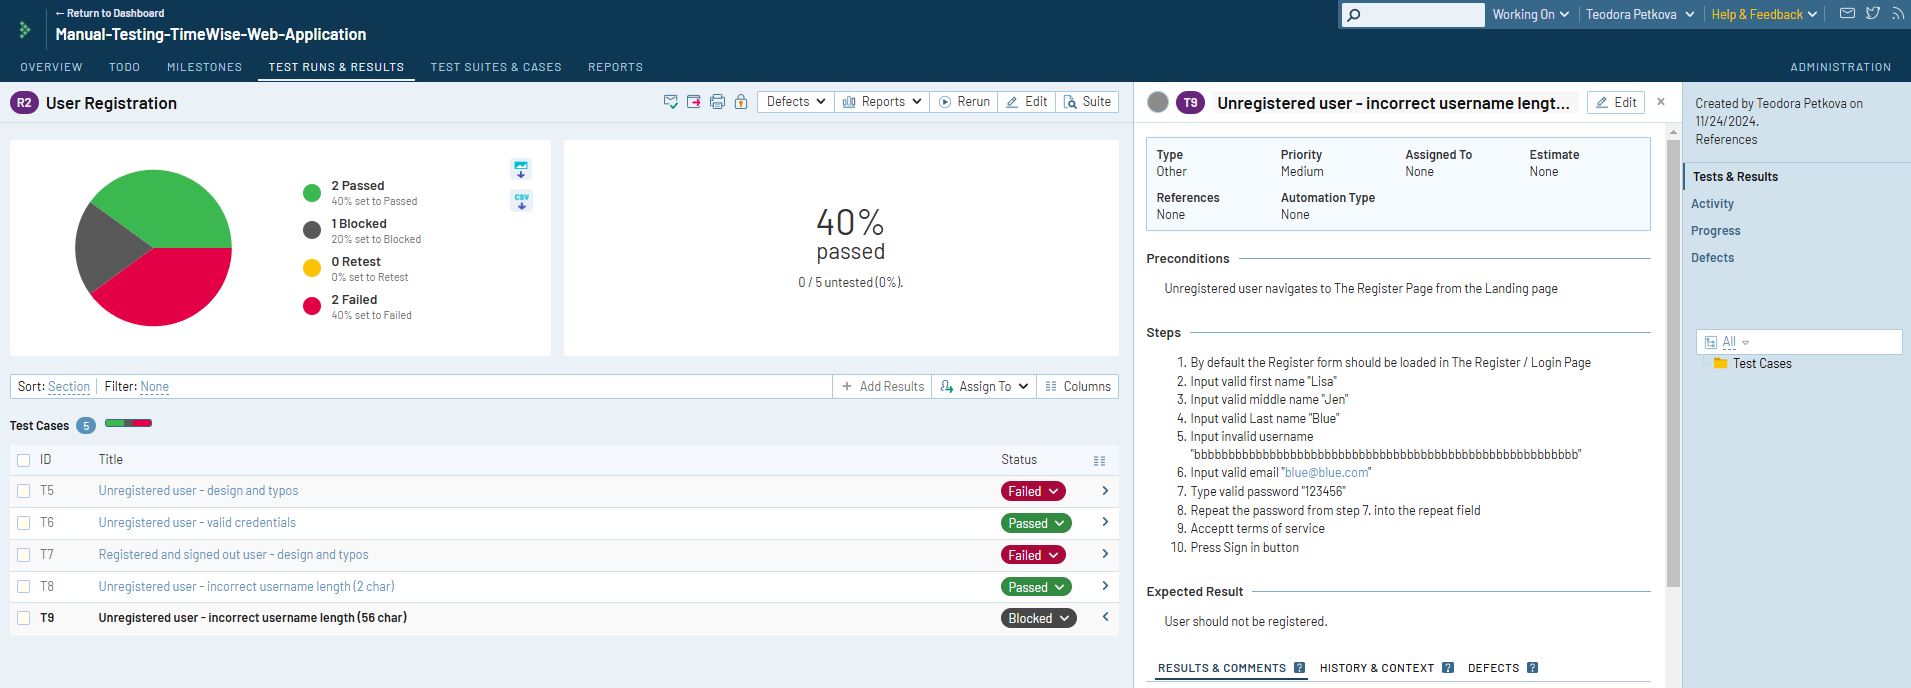 ← Return to Dashboard
Manual-Testing-TimeWise-Web-Application
Working On
Teodora Petkova
Help & Feedback
OVERVIEW
TODO
MILESTONES
TEST RUNS & RESULTS
TEST SUITES & CASES
REPORTS
ADMINISTRATION
R2 User Registration
Defects
Reports
Rerun
Edit
Suite
2 Passed
40% set to Passed
1 Blocked
20% set to Blocked
0 Retest
0% set to Retest
2 Failed
40% set to Failed
CSV
40%
passed
0 / 5 untested (0%).
Sort: Section
Filter: None
+ Add Results
Assign To
Columns
Test Cases 5
ID Title Status
T5 Unregistered user - design and typos Failed
T6 Unregistered user - valid credentials Passed
T7 Registered and signed out user - design and typos Failed
T8 Unregistered user - incorrect username length (2 char) Passed
T9 Unregistered user - incorrect username length (56 char) Blocked
T9 Unregistered user - incorrect username lengt...
Edit
×
Type Priority Assigned To Estimate
Other Medium None None
References Automation Type
None None
Preconditions
Unregistered user navigates to The Register Page from the Landing page
Steps
1. By default the Register form should be loaded in The Register / Login Page
2. Input valid first name "Lisa"
3. Input valid middle name "Jen"
4. Input valid Last name "Blue"
5. Input invalid username
"bbbbbbbbbbbbbbbbbbbbbbbbbbbbbbbbbbbbbbbbbbbbbbbbbbbbbbbb"
6. Input valid email "blue@blue.com"
7. Type valid password "123456"
8. Repeat the password from step 7. into the repeat field
9. Acceptt terms of service
10. Press Sign in button
Expected Result
User should not be registered.
RESULTS & COMMENTS ?
HISTORY & CONTEXT ?
DEFECTS ?
Created by Teodora Petkova on
11/24/2024.
References
Tests & Results
Activity
Progress
Defects
All
Test Cases